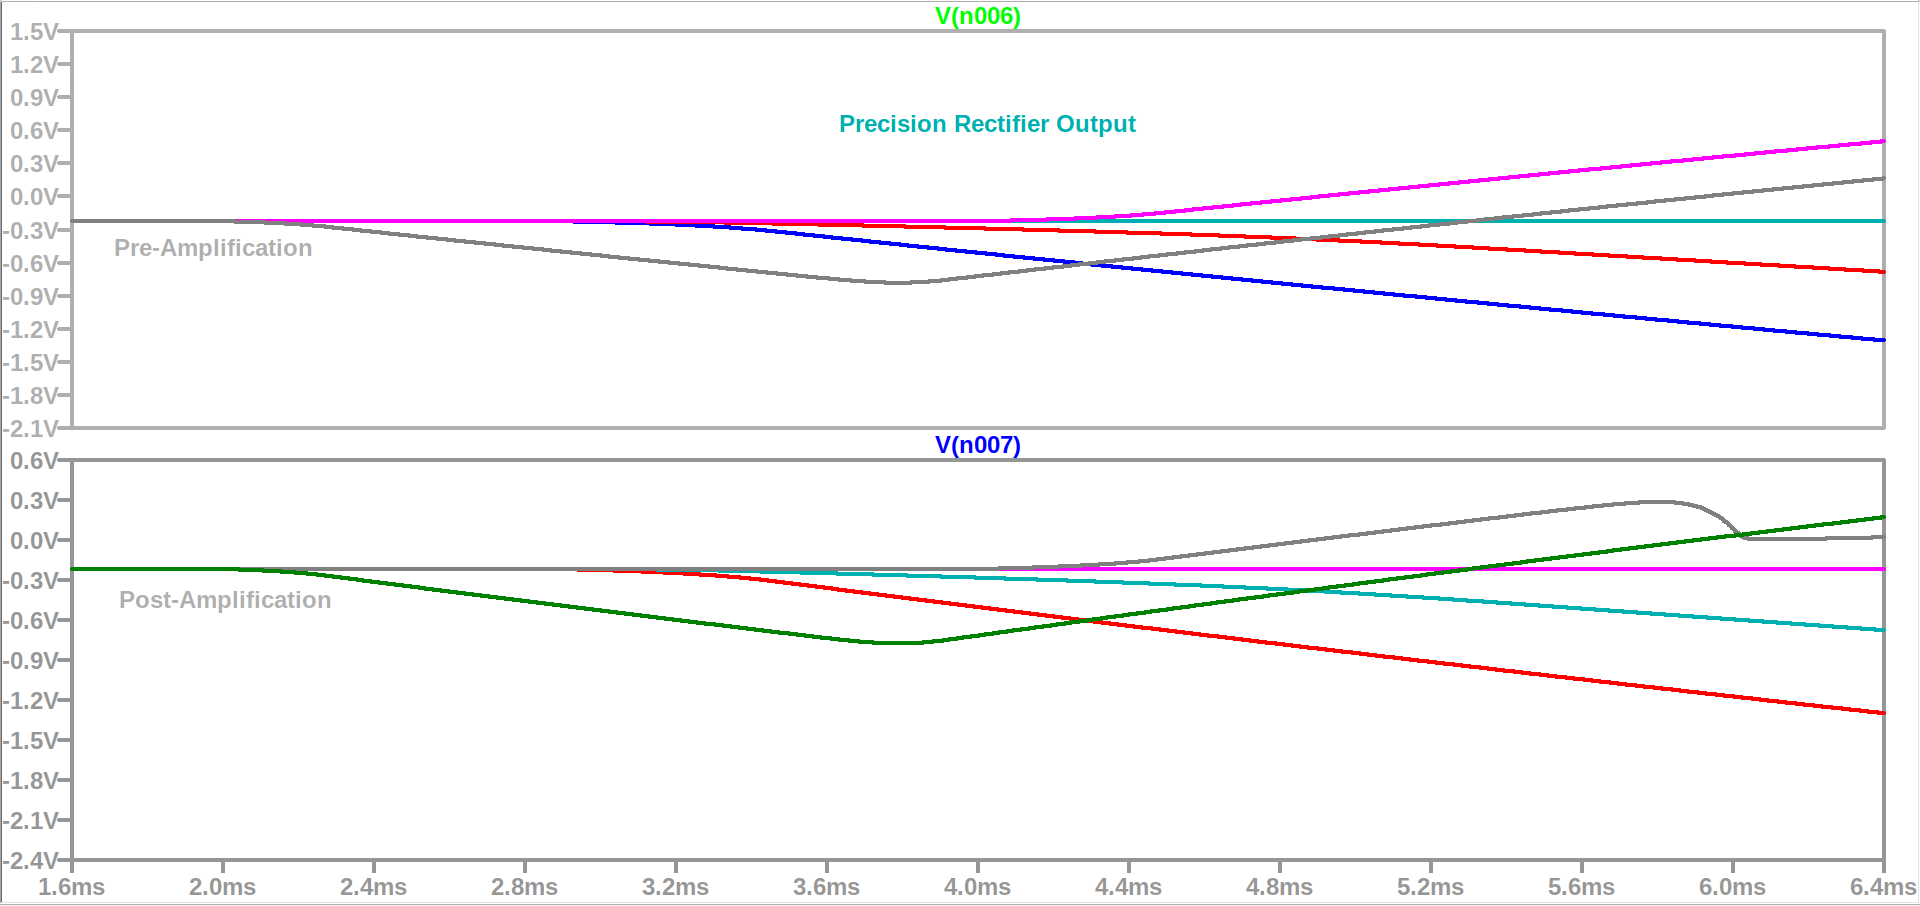 V(n006)
1.5V
1.2V
0.9V
0.6V
0.3V
0.0V
-0.3V
-0.6V
-0.9V
-1.2V
-1.5V
-1.8V
-2.1V
Precision Rectifier Output
Pre-Amplification
V(n007)
0.6V
0.3V
0.0V
-0.3V
-0.6V
-0.9V
-1.2V
-1.5V
-1.8V
-2.1V
-2.4V
Post-Amplification
1.6ms 2.0ms 2.4ms 2.8ms 3.2ms 3.6ms 4.0ms 4.4ms 4.8ms 5.2ms 5.6ms 6.0ms 6.4ms